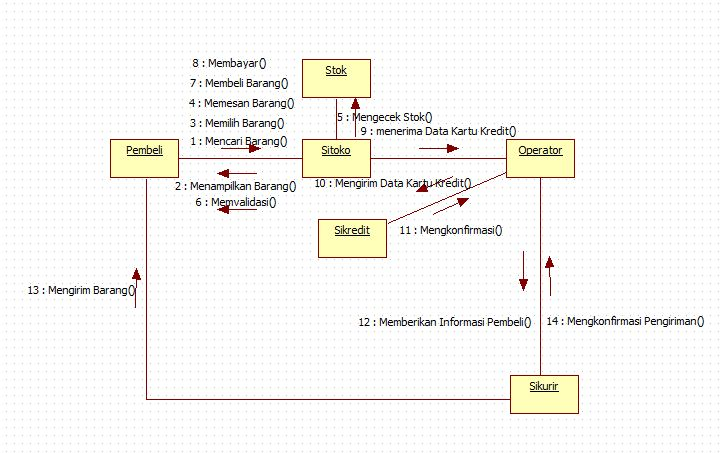 8 : Membayar()
Stok
7 : Membeli Barang()
4 : Memesan Barang()
5 : Mengecek Stok()
3 : Memilih Barang()
9 : menerima Data Kartu Kredit()
1 : Mencari Barang()
Pembeli
Sitoko
Operator
2 : Menampilkan Barang()
10 : Mengirim Data Kartu Kredit()
6 : Memvalidasi()
Sikredit
11 : Mengkonfirmasi()
13 : Mengirim Barang()
12 : Memberikan Informasi Pembeli()
14 : Mengkonfirmasi Pengiriman()
Sikurir